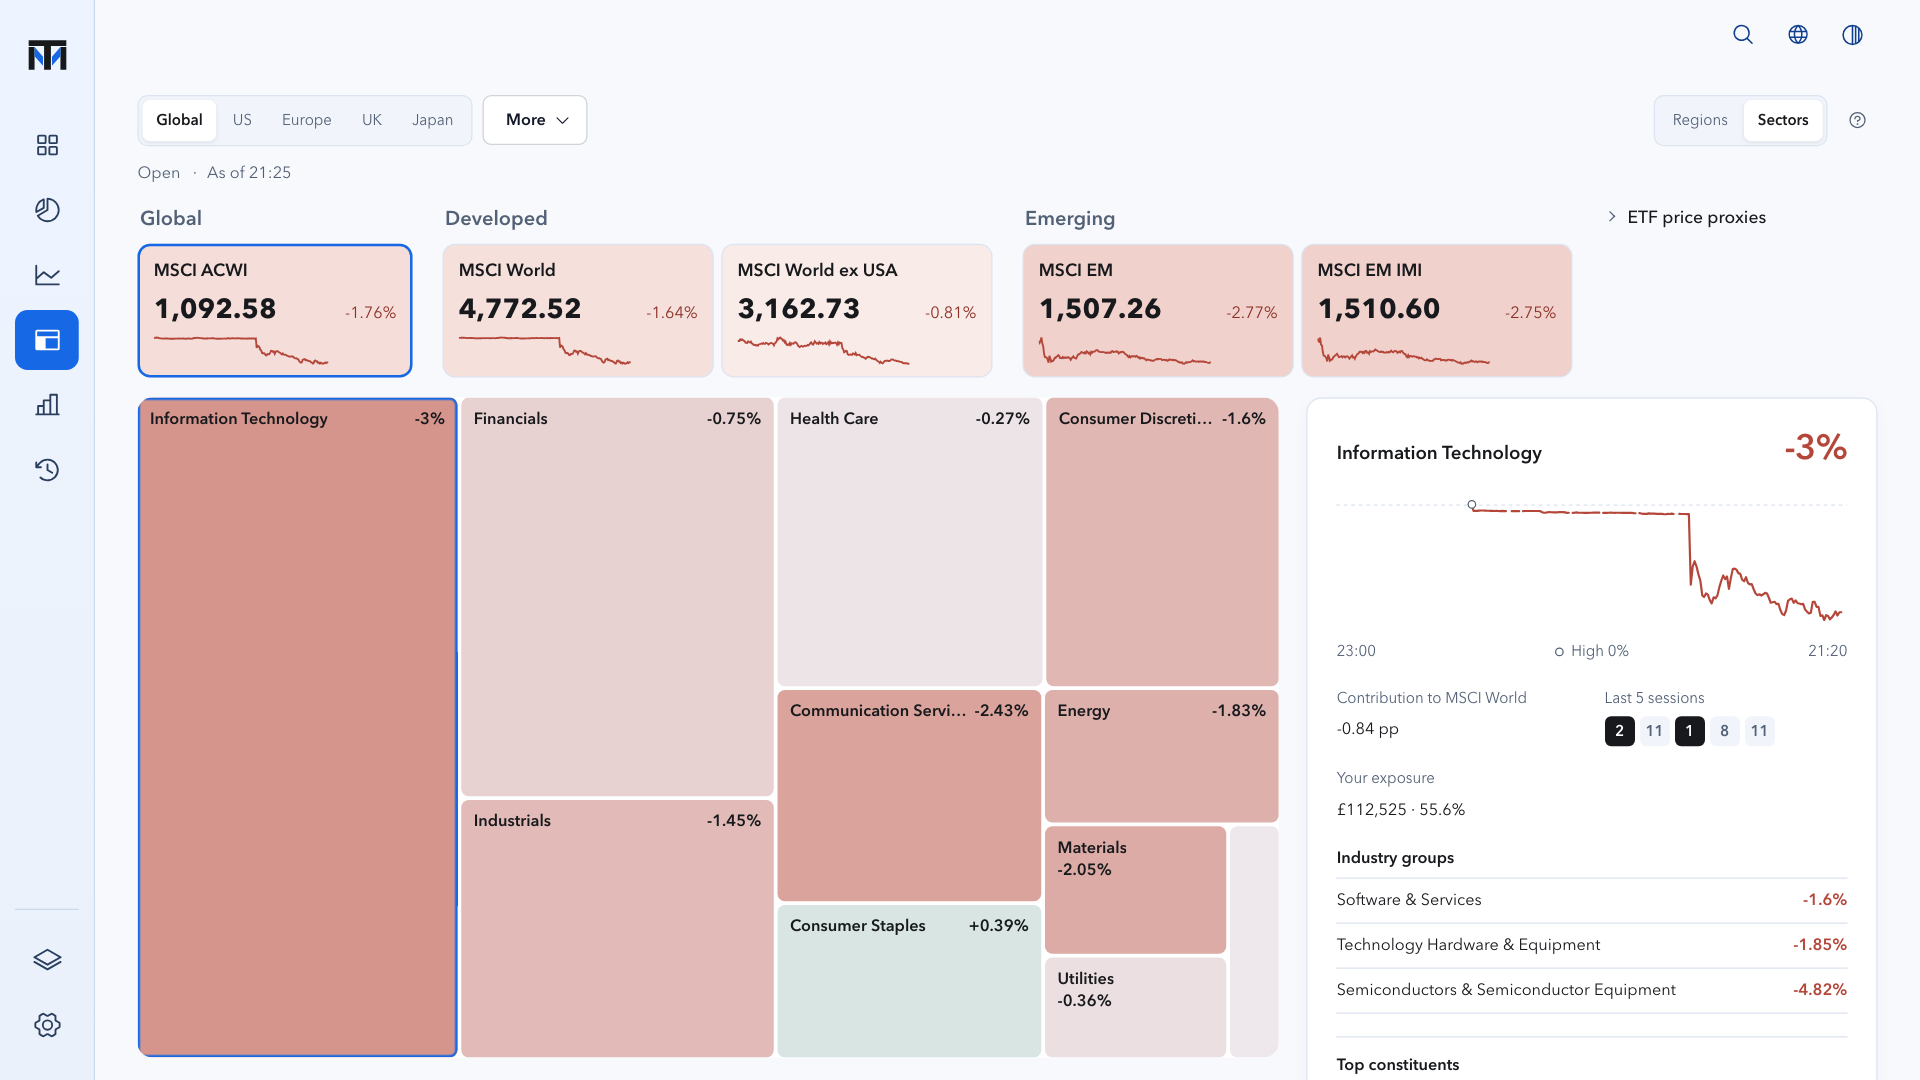 Global US Europe UK Japan More Regions Sectors
Open · As of 21:25
Global Developed Emerging ETF price proxies
MSCI ACWI
1,092.58 -1.76%
MSCI World
4,772.52 -1.64%
MSCI World ex USA
3,162.73 -0.81%
MSCI EM
1,507.26 -2.77%
MSCI EM IMI
1,510.60 -2.75%
Information Technology -3%
Financials -0.75%
Health Care -0.27%
Consumer Discreti... -1.6%
Communication Servi... -2.43%
Energy -1.83%
Industrials -1.45%
Materials
-2.05%
Consumer Staples +0.39%
Utilities
-0.36%
Information Technology -3%
23:00 High 0% 21:20
Contribution to MSCI World Last 5 sessions
-0.84 pp 2 11 1 8 11
Your exposure
£112,525 · 55.6%
Industry groups
Software & Services -1.6%
Technology Hardware & Equipment -1.85%
Semiconductors & Semiconductor Equipment -4.82%
Top constituents